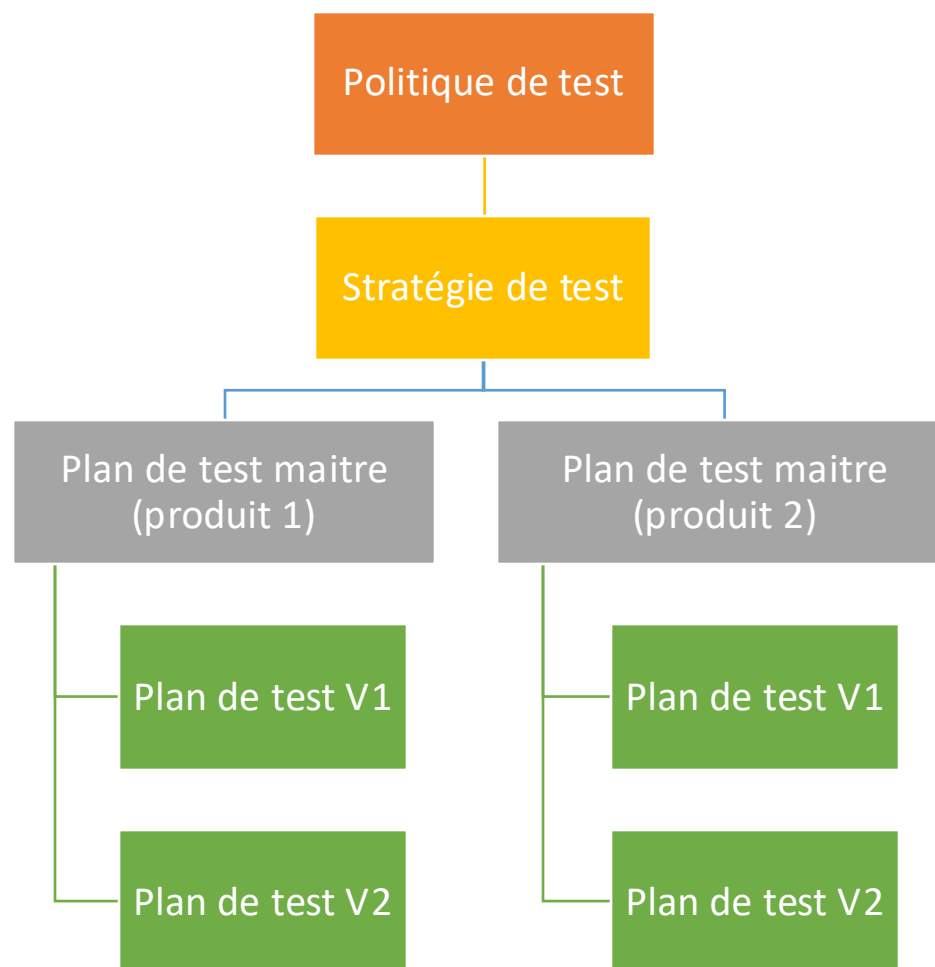 Politique de test
Stratégie de test
Plan de test maitre
(produit 1)
Plan de test maitre
(produit 2)
Plan de test V1
Plan de test V1
Plan de test V2
Plan de test V2